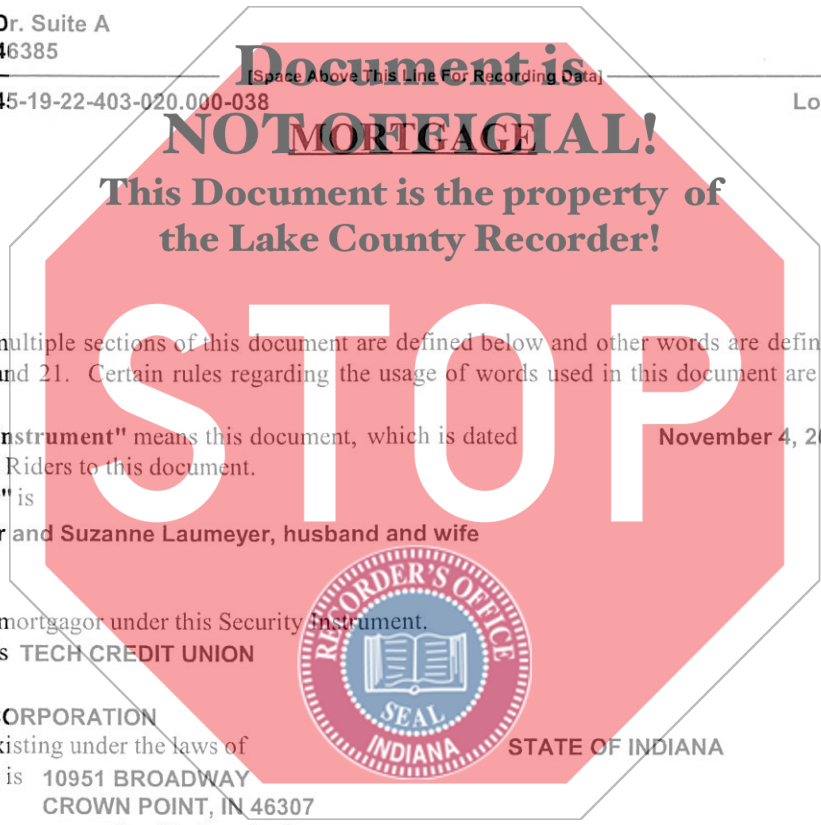 Dr. Suite A
46385
Document is
[Space Above This Line For Recording Data]
45-19-22-403-020.000-038
Lo
NOT OFFICIAL!
MORTGAGE
This Document is the property of
the Lake County Recorder!
STOP
multiple sections of this document are defined below and other words are defin
and 21. Certain rules regarding the usage of words used in this document are
nstrument" means this document, which is dated November 4, 20
Riders to this document.
" is
r and Suzanne Laumeyer, husband and wife
RECORDER'S OFFICE
mortgagor under this Security Instrument.
s TECH CREDIT UNION
SEAL
INDIANA
CORPORATION
xisting under the laws of STATE OF INDIANA
is 10951 BROADWAY
CROWN POINT, IN 46307